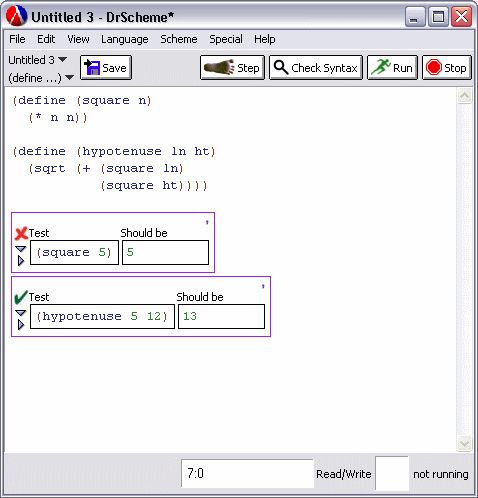 Untitled 3 - DrScheme*
File Edit View Language Scheme Special Help
Untitled 3
(define ...)
Save
Step
Check Syntax
Run
Stop
(define (square n)
(* n n))
(define (hypotenuse ln ht)
(sqrt (+ (square ln)
(square ht))))
Test Should be
(square 5) 5
Test Should be
(hypotenuse 5 12) 13
7:0 Read/Write not running